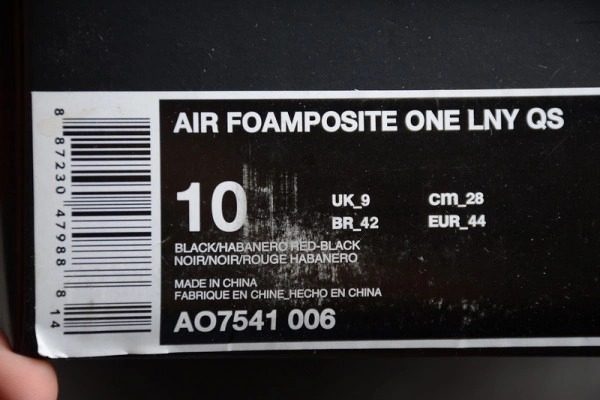 AIR FOAMPOSITE ONE LNY QS
10
UK_9 cm_28
BR_42 EUR_44
BLACK/HABANERO RED-BLACK
NOIR/NOIR/ROUGE HABANERO
MADE IN CHINA
FABRIQUE EN CHINE_HECHO EN CHINA
AO7541 006
8 87230 47988 8 14